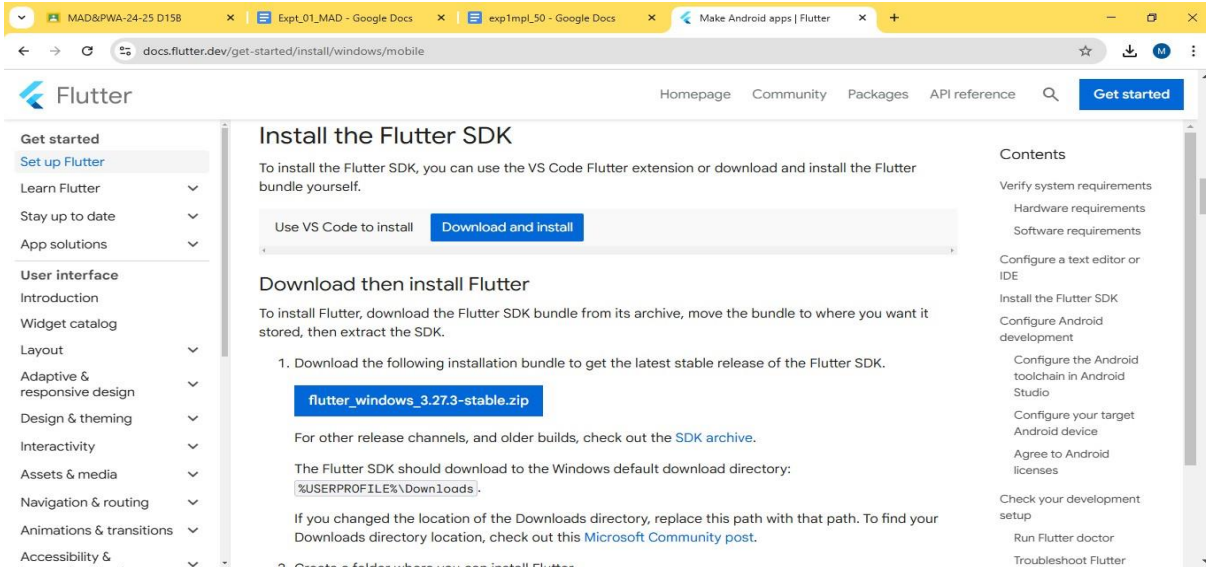 MAD&PWA-24-25 D15B
Expt_01_MAD - Google Docs
exp1mpl_50 - Google Docs
Make Android apps | Flutter
docs.flutter.dev/get-started/install/windows/mobile
M
Flutter
Homepage Community Packages API reference Get started
Get started
Set up Flutter
Learn Flutter
Stay up to date
App solutions
User interface
Introduction
Widget catalog
Layout
Adaptive &
responsive design
Design & theming
Interactivity
Assets & media
Navigation & routing
Animations & transitions
Accessibility &
Install the Flutter SDK
To install the Flutter SDK, you can use the VS Code Flutter extension or download and install the Flutter
bundle yourself.
Use VS Code to install Download and install
Download then install Flutter
To install Flutter, download the Flutter SDK bundle from its archive, move the bundle to where you want it
stored, then extract the SDK.
1. Download the following installation bundle to get the latest stable release of the Flutter SDK.
flutter_windows_3.27.3-stable.zip
For other release channels, and older builds, check out the SDK archive.
The Flutter SDK should download to the Windows default download directory:
%USERPROFILE%\Downloads.
If you changed the location of the Downloads directory, replace this path with that path. To find your
Downloads directory location, check out this Microsoft Community post.
2. Create a folder where you can install Flutter.
Contents
Verify system requirements
Hardware requirements
Software requirements
Configure a text editor or
IDE
Install the Flutter SDK
Configure Android
development
Configure the Android
toolchain in Android
Studio
Configure your target
Android device
Agree to Android
licenses
Check your development
setup
Run Flutter doctor
Troubleshoot Flutter